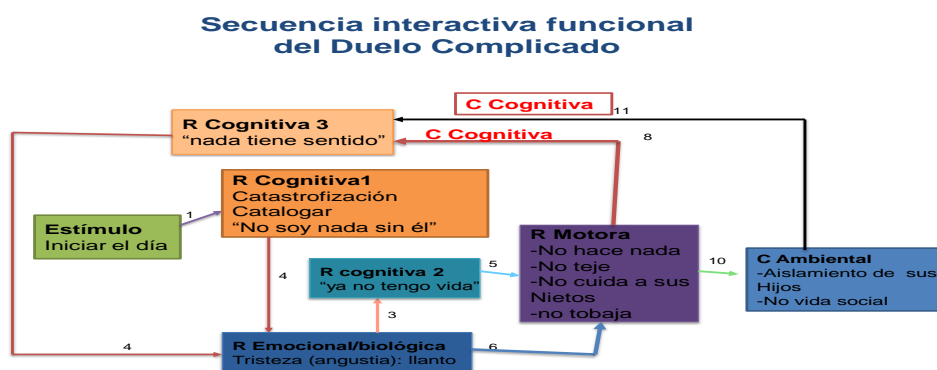 Secuencia interactiva funcional
del Duelo Complicado
C Cognitiva
11
R Cognitiva 3
“nada tiene sentido”
C Cognitiva
8
R Cognitiva1
Catastrofización
Catalogar
“No soy nada sin él”
1
Estímulo
Iniciar el día
4
R cognitiva 2
“ya no tengo vida”
5
R Motora
-No hace nada
-No teje
-No cuida a sus
Nietos
-no tobaja
10
C Ambiental
-Aislamiento de sus
Hijos
-No vida social
3
4
R Emocional/biológica
Tristeza (angustia): llanto
6